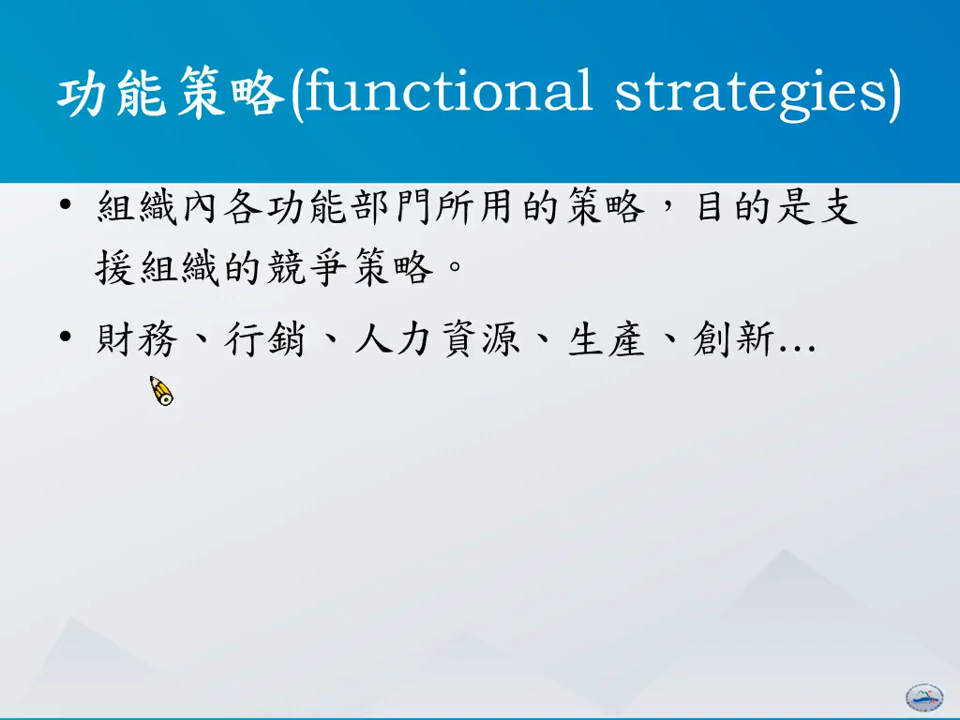 功能策略(functional strategies)
• 組織內各功能部門所用的策略，目的是支
援組織的競爭策略。
• 財務、行銷、人力資源、生產、創新...